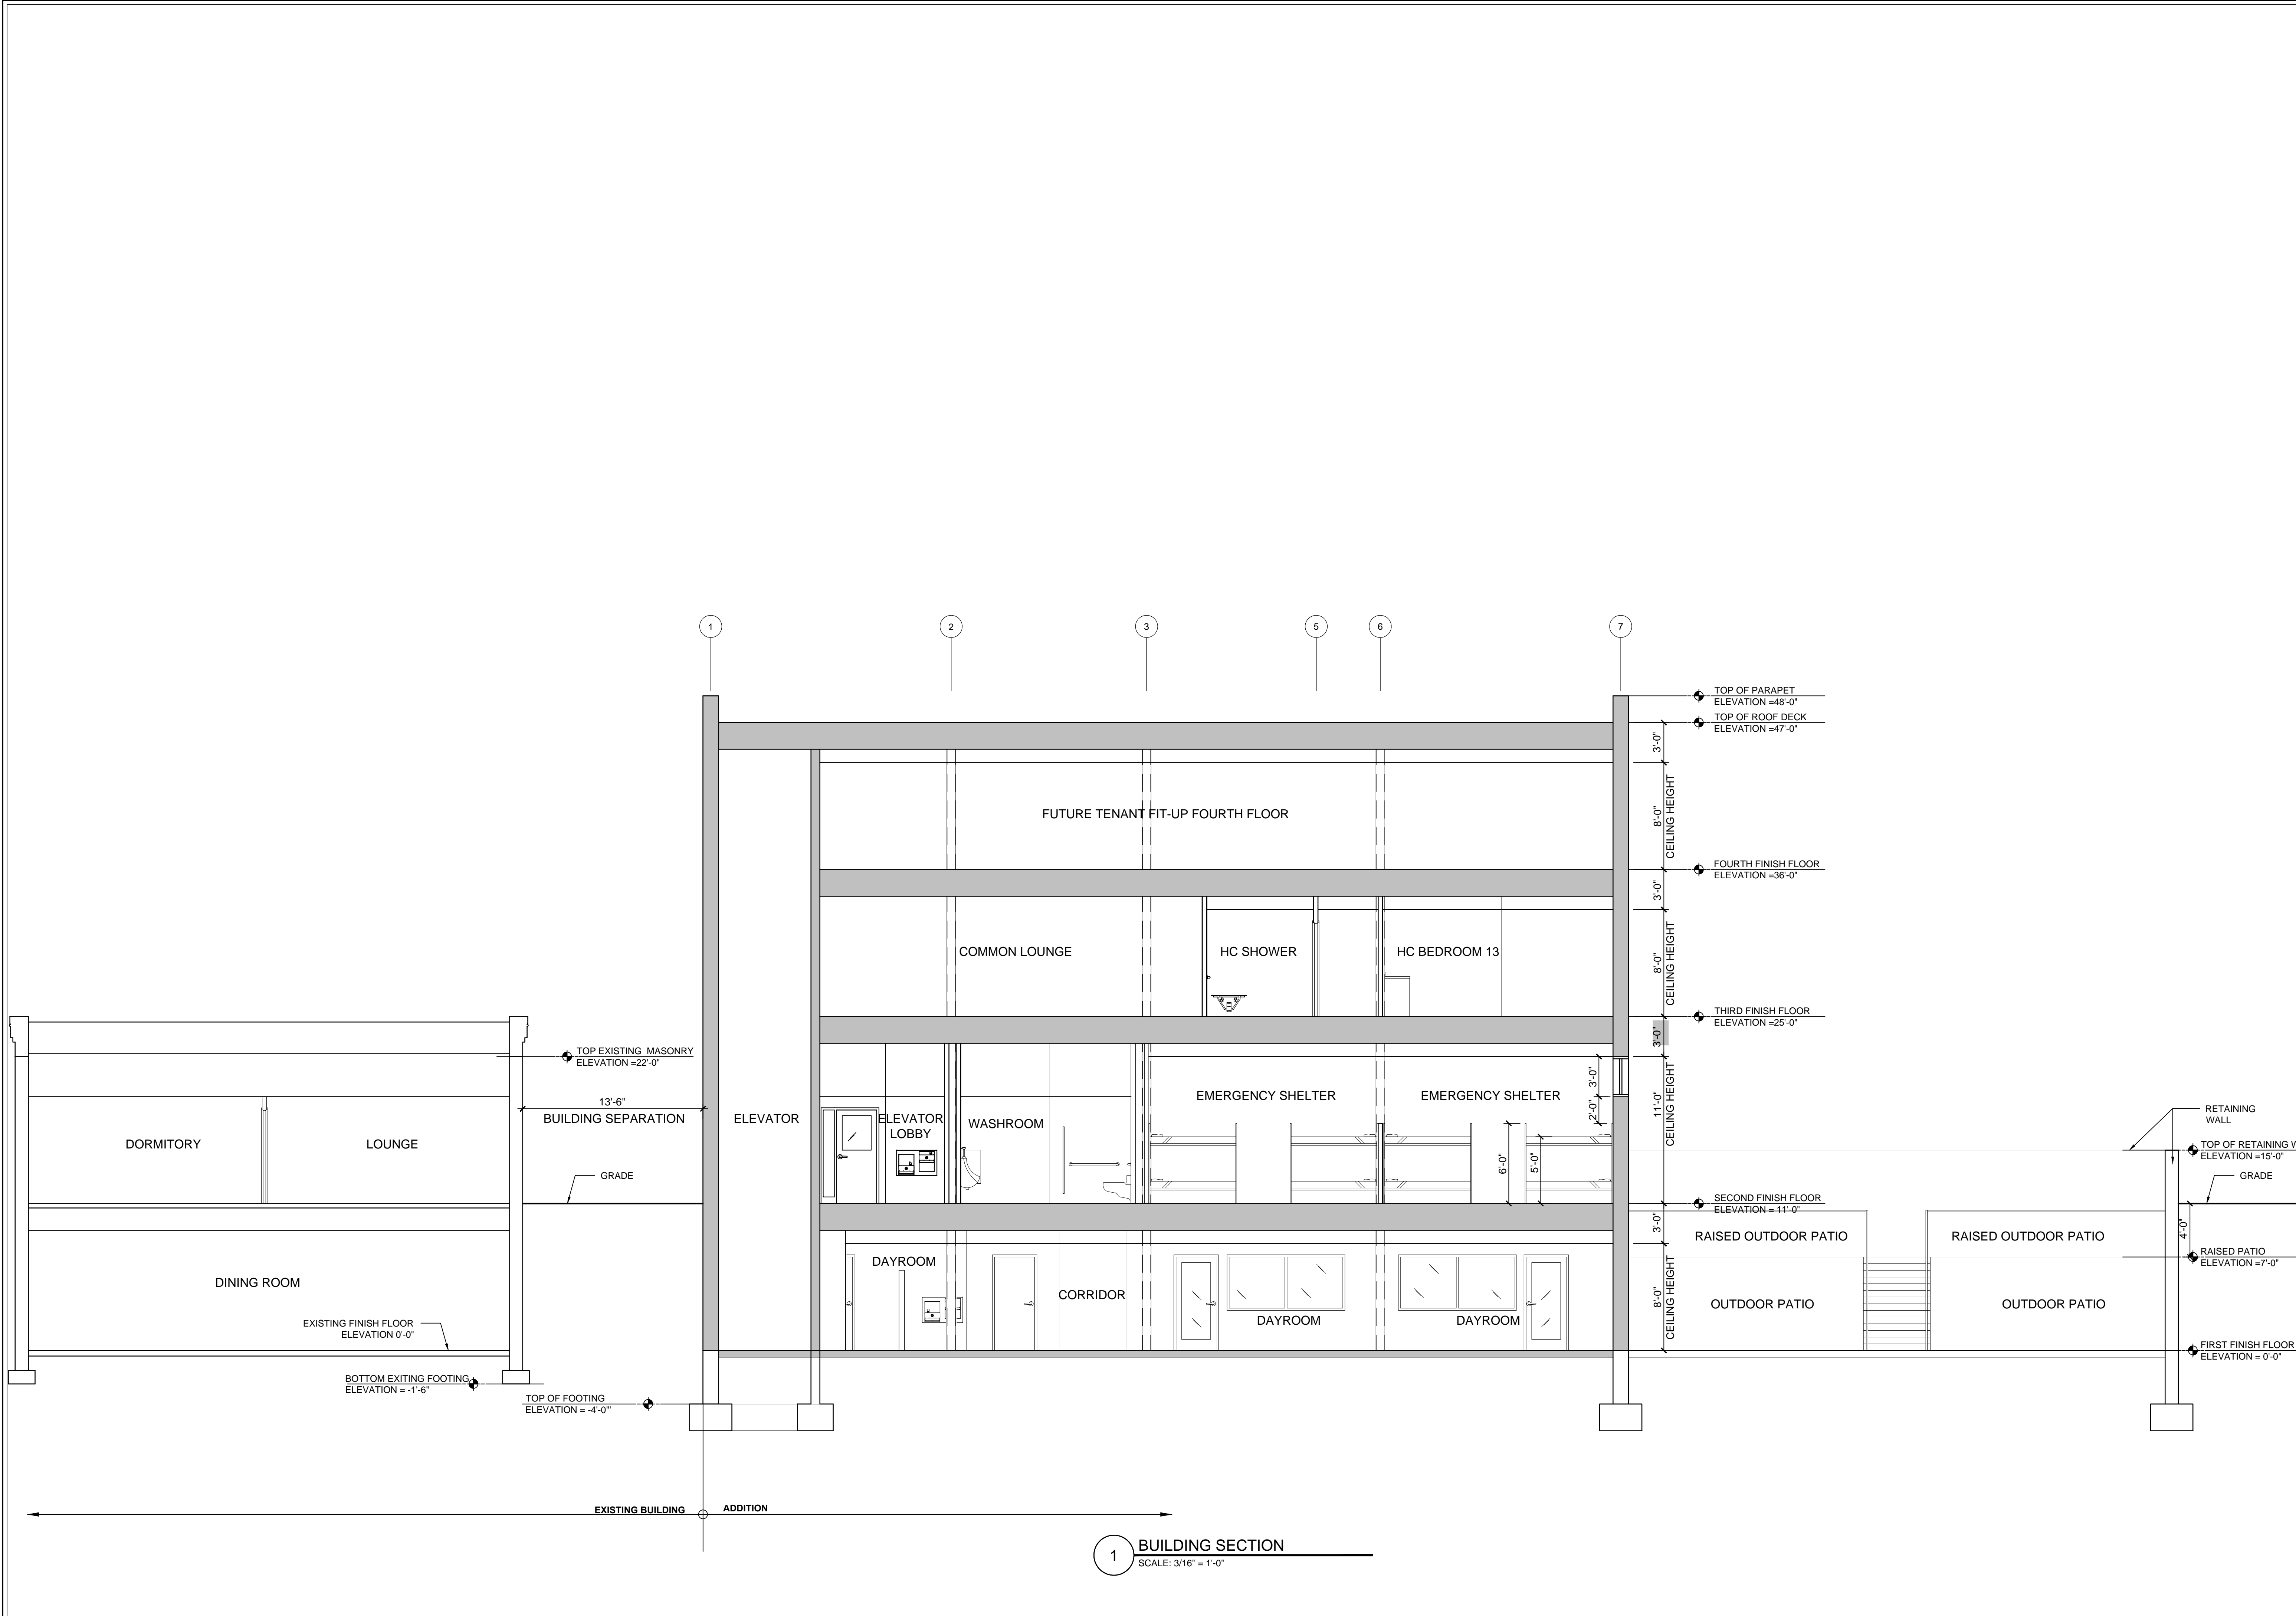 1
2
3
5
6
7
TOP OF PARAPET
ELEVATION =48'-0"
TOP OF ROOF DECK
ELEVATION =47'-0"
3'-0"
8'-0"
CEILING HEIGHT
FUTURE TENANT FIT-UP FOURTH FLOOR
FOURTH FINISH FLOOR
ELEVATION =36'-0"
3'-0"
8'-0"
CEILING HEIGHT
COMMON LOUNGE
HC SHOWER
HC BEDROOM 13
THIRD FINISH FLOOR
ELEVATION =25'-0"
3'-0"
11'-0"
CEILING HEIGHT
TOP EXISTING  MASONRY
ELEVATION =22'-0"
13'-6"
BUILDING SEPARATION
DORMITORY
LOUNGE
GRADE
ELEVATOR
ELEVATOR
LOBBY
WASHROOM
EMERGENCY SHELTER
EMERGENCY SHELTER
3'-0"
2'-0"
6'-0"
5'-0"
RETAINING
WALL
TOP OF RETAINING W
ELEVATION =15'-0"
GRADE
SECOND FINISH FLOOR
ELEVATION = 11'-0"
3'-0"
8'-0"
CEILING HEIGHT
RAISED OUTDOOR PATIO
RAISED OUTDOOR PATIO
4'-0"
RAISED PATIO
ELEVATION =7'-0"
DINING ROOM
DAYROOM
CORRIDOR
DAYROOM
DAYROOM
OUTDOOR PATIO
OUTDOOR PATIO
EXISTING FINISH FLOOR
ELEVATION 0'-0"
FIRST FINISH FLOOR
ELEVATION = 0'-0"
BOTTOM EXITING FOOTING
ELEVATION = -1'-6"
TOP OF FOOTING
ELEVATION = -4'-0"'
EXISTING BUILDING
ADDITION
1
BUILDING SECTION
SCALE: 3/16" = 1'-0"